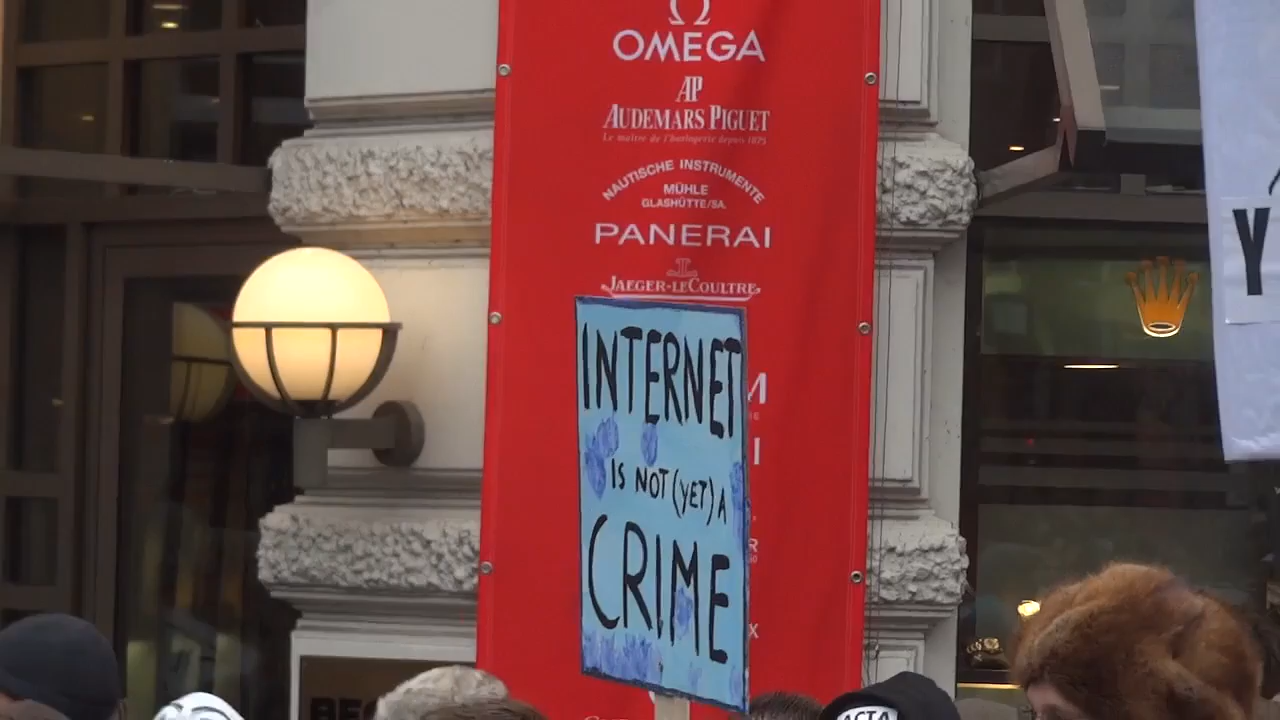 OMEGA
AP
AUDEMARS PIGUET
Le maître de l'horlogerie depuis 1875
NAUTISCHE INSTRUMENTE
MÜHLE
GLASHÜTTE/SA.
PANERAI
JL
JAEGER-LECOULTRE
INTERNET
IS NOT (YET) A
CRIME
M
I
R
X
Y
ACTA